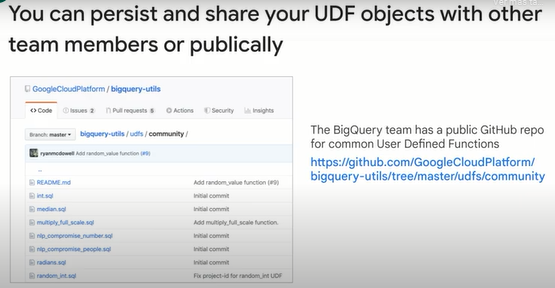 You can persist and share your UDF objects with other
team members or publically
GoogleCloudPlatform / bigquery-utils
Code
Issues 2
Pull requests 5
Actions
Security
Insights
Branch: master
bigquery-utils / udfs / community /
ryanmcdowell Add random_value function (#9)
..
README.md Add random_value function (#9)
int.sql Initial commit
median.sql Initial commit
multiply_full_scale.sql Add multiply_full_scale function.
nlp_compromise_number.sql Initial commit
nlp_compromise_people.sql Initial commit
radians.sql Initial commit
random_int.sql Fix project-id for random_int UDF
The BigQuery team has a public GitHub repo
for common User Defined Functions
https://github.com/GoogleCloudPlatform/
bigquery-utils/tree/master/udfs/community